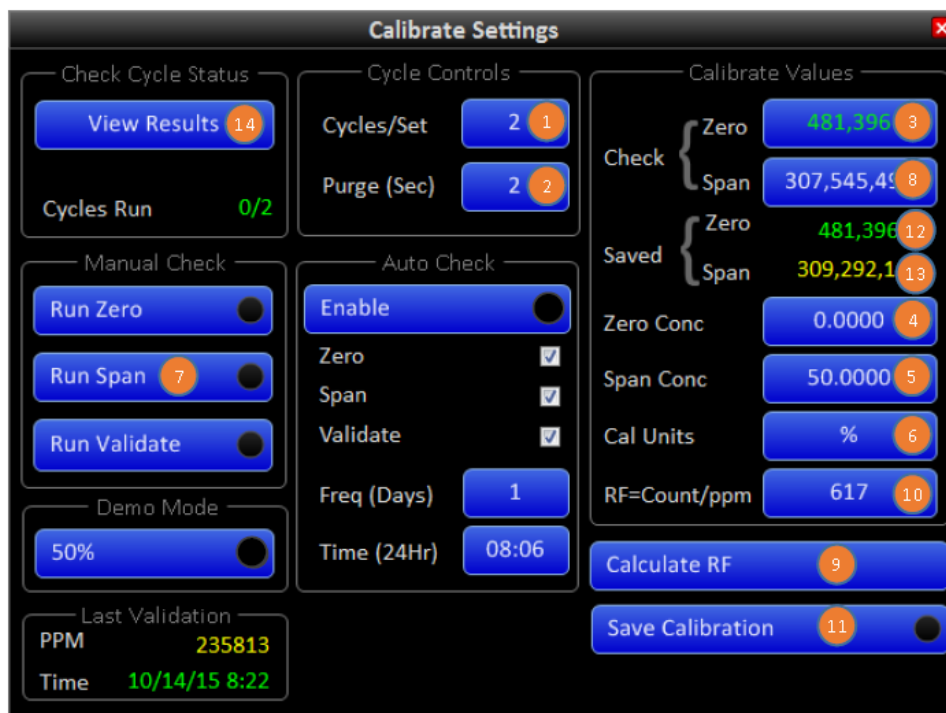 Calibrate Settings
Check Cycle Status
View Results 14
Cycles Run 0/2
Cycle Controls
Cycles/Set 2 1
Purge (Sec) 2 2
Calibrate Values
Check
Zero 481,396 3
Span 8
Saved
Zero 481,396 12
Span 13
Zero Conc 0.0000 4
Span Conc 50.0000 5
Cal Units % 6
RF=Count/ppm 617 10
Manual Check
Run Zero
Run Span 7
Run Validate
Auto Check
Enable
Zero
Span
Validate
Freq (Days) 1
Time (24Hr) 08:06
Demo Mode
50%
Calculate RF 9
Save Calibration 11
Last Validation
PPM 235813
Time 10/14/15 8:22